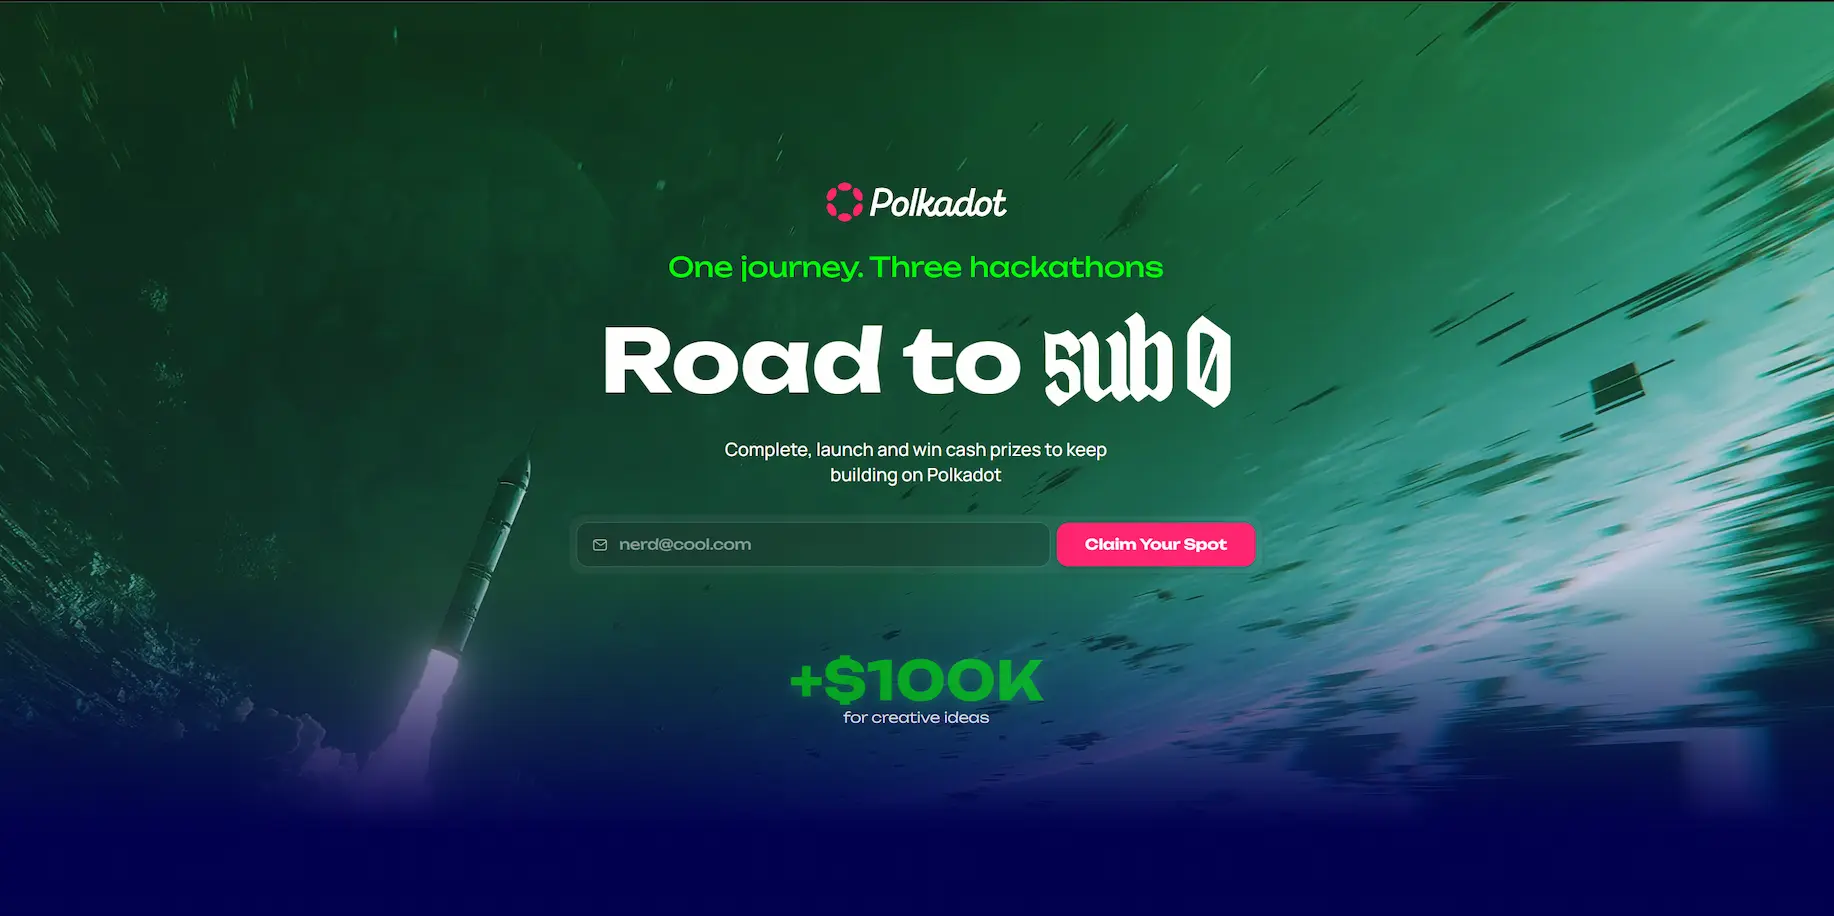 Polkadot
One journey. Three hackathons
Road to sub0
Complete, launch and win cash prizes to keep
building on Polkadot
nerd@cool.com
Claim Your Spot
+$100K
for creative ideas